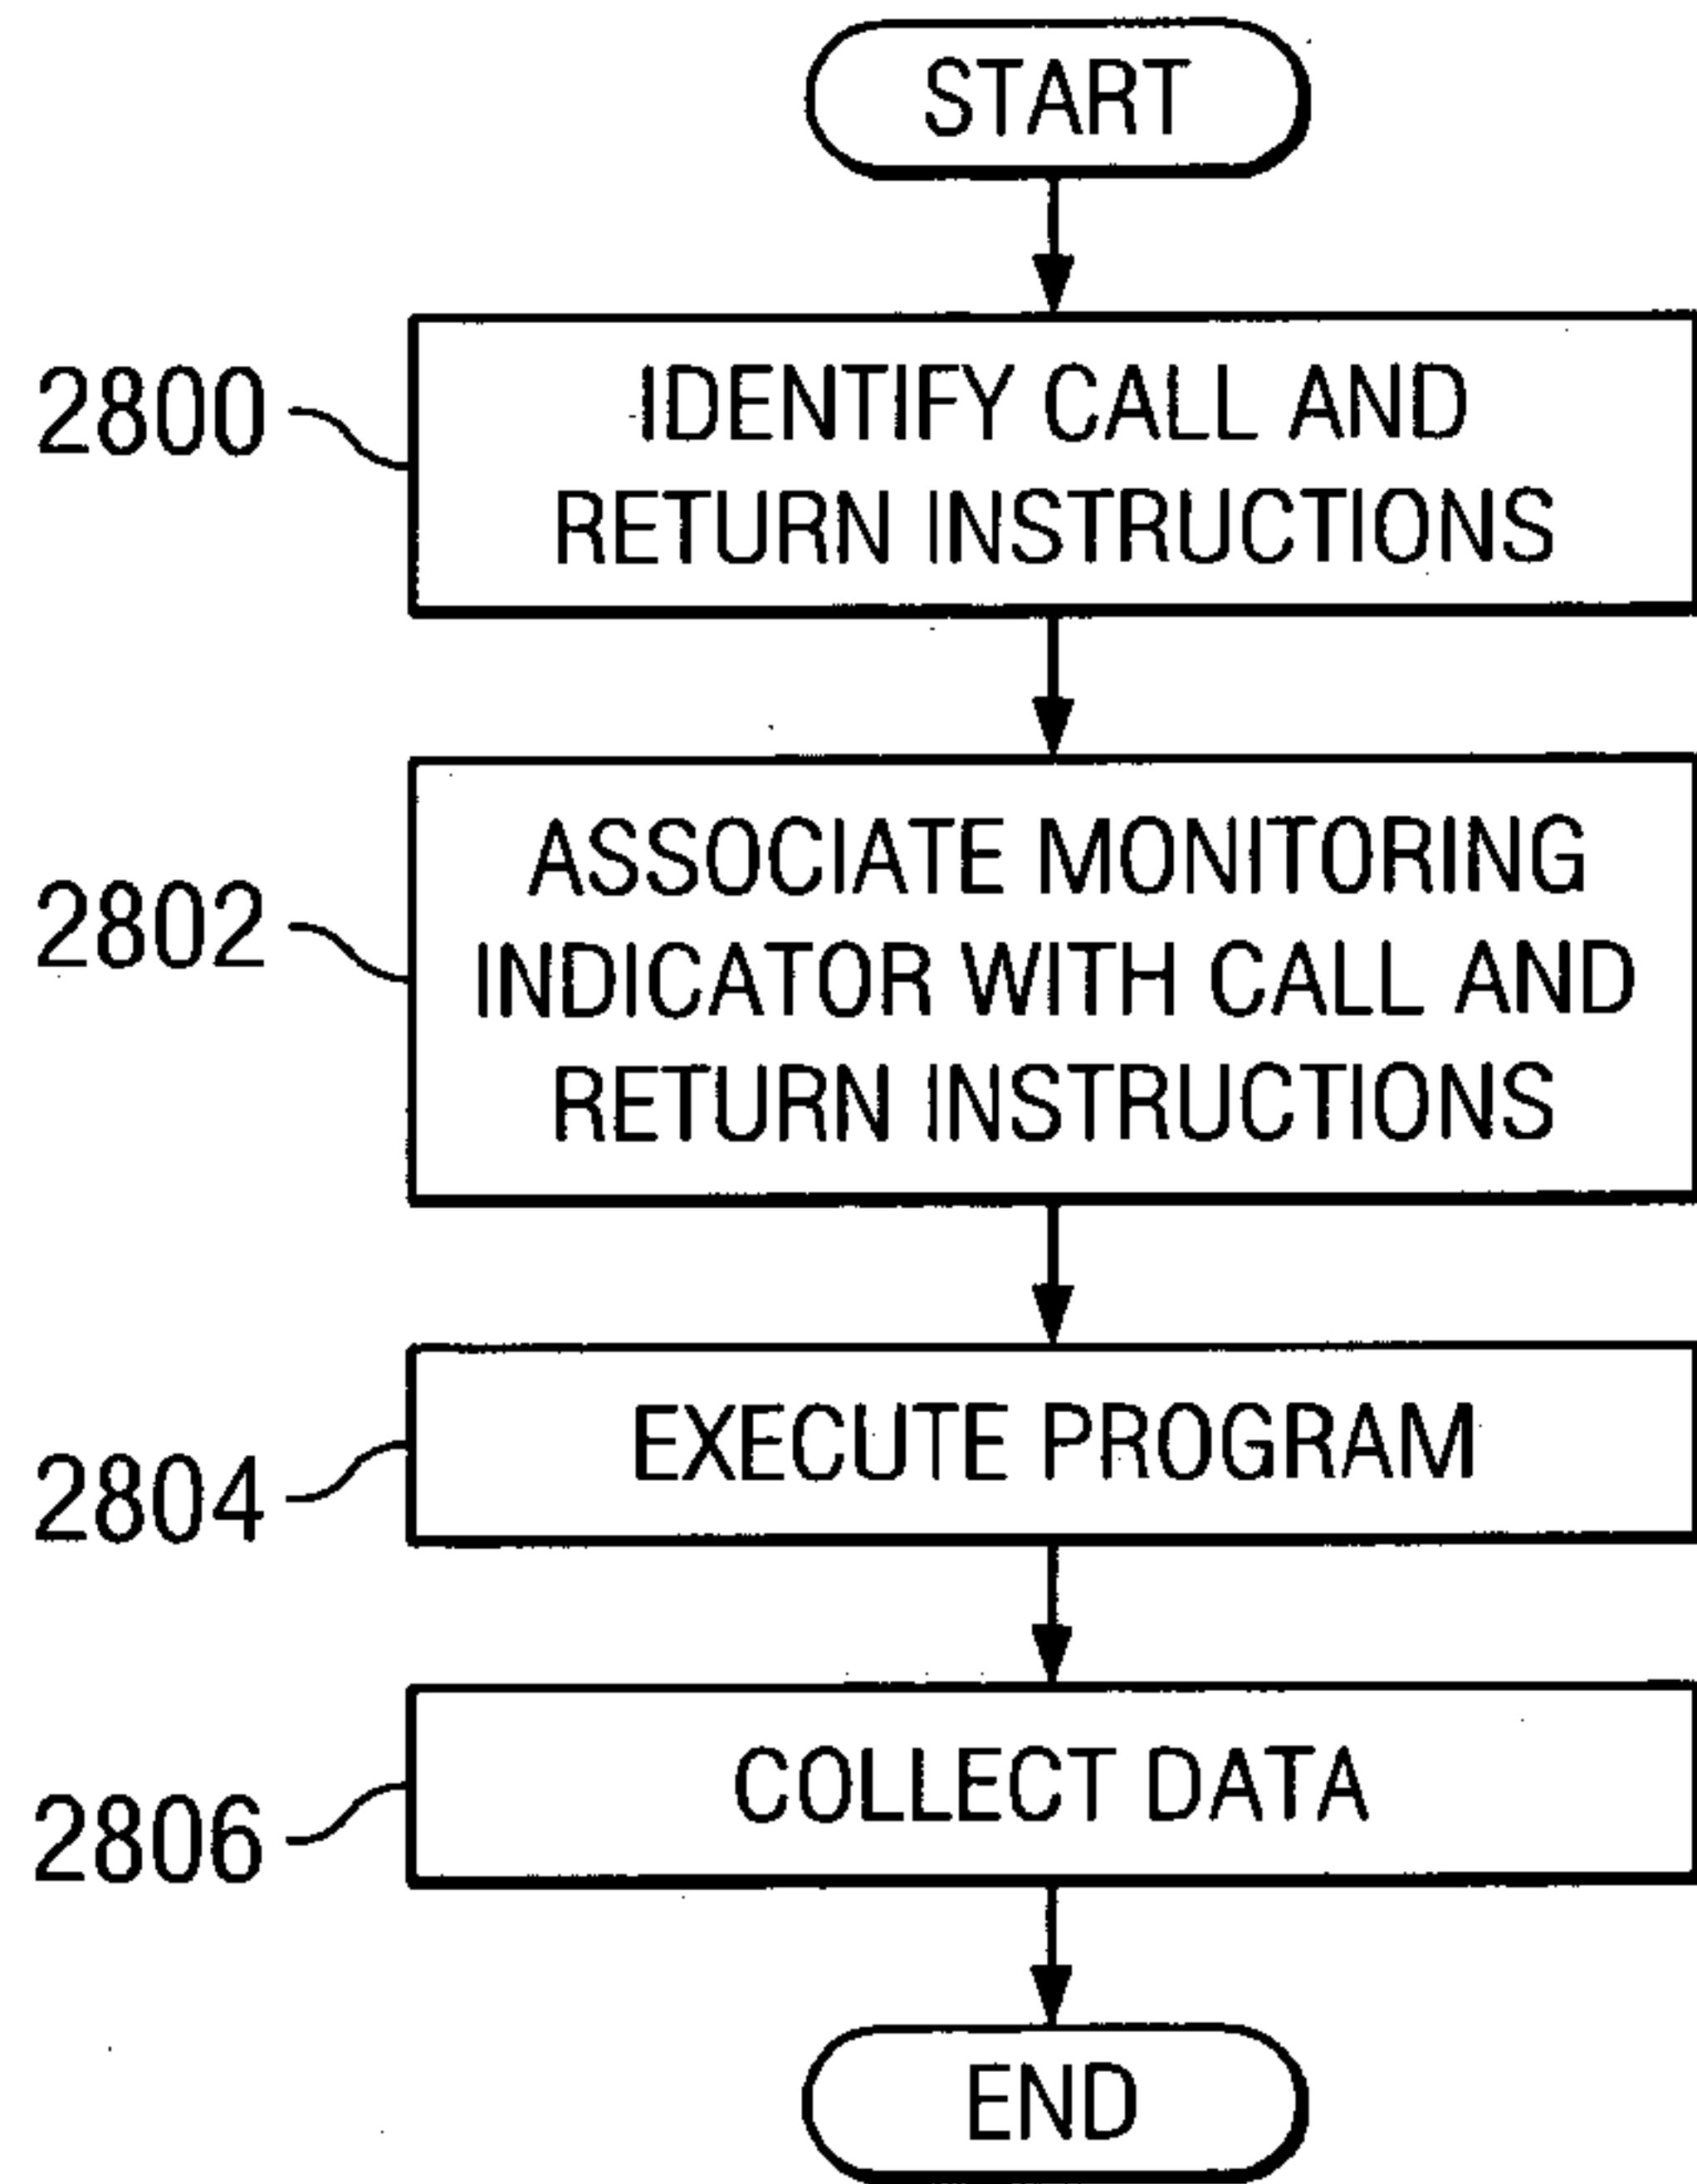 START
2800
IDENTIFY CALL AND
RETURN INSTRUCTIONS
2802
ASSOCIATE MONITORING
INDICATOR WITH CALL AND
RETURN INSTRUCTIONS
2804
EXECUTE PROGRAM
2806
COLLECT DATA
END